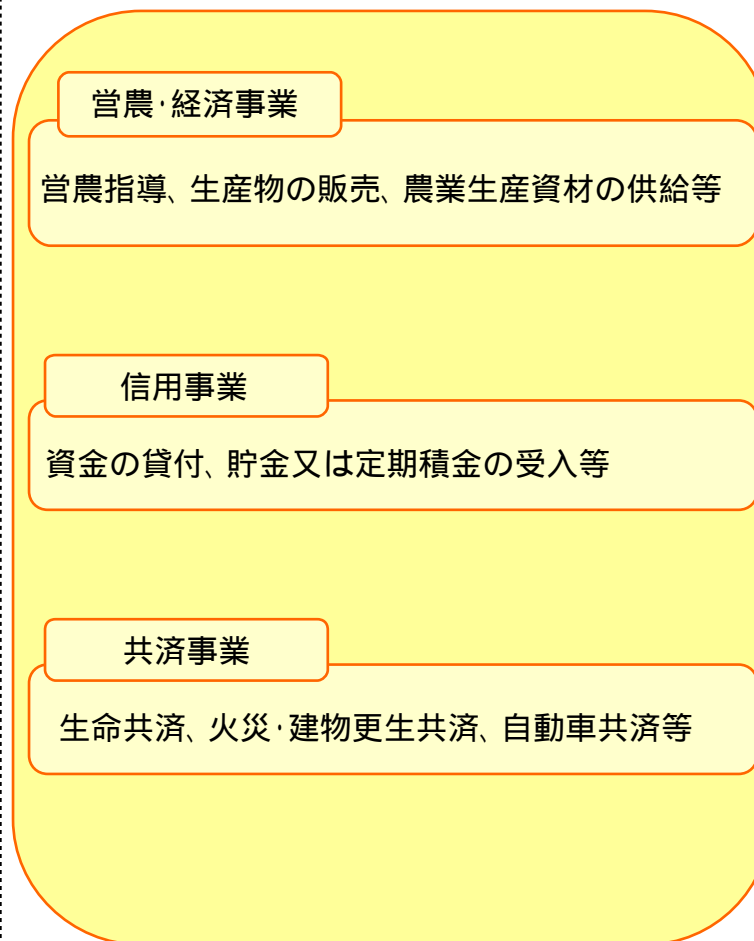 営農･経済事業
営農指導、生産物の販売、農業生産資材の供給等
信用事業
資金の貸付、貯金又は定期積金の受入等
共済事業
生命共済、火災･建物更生共済、自動車共済等